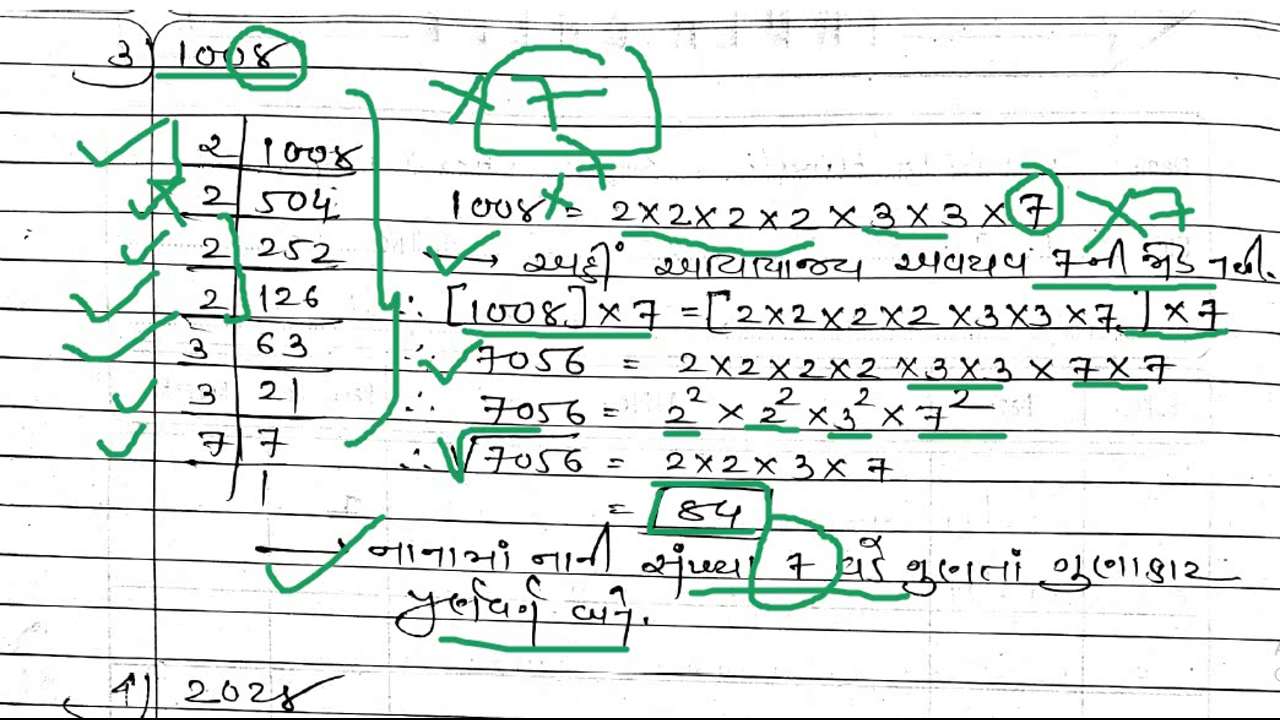 3) 1008
× 7
2 | 1008
2 | 504
2 | 252
2 | 126
3 | 63
3 | 21
7 | 7
1
× 7
1008 = 2×2×2×2×3×3×7 ×7
→ અહીં અવિભાજ્ય અવયવ 7ની જોડ નથી.
∴ [1008]×7 = [2×2×2×2×3×3×7]×7
∴ 7056 = 2×2×2×2×3×3×7×7
∴ 7056 = 2² × 2² × 3² × 7²
∴ √7056 = 2×2×3×7
= 84
→ નાનામાં નાની સંખ્યા 7 વડે ગુણતાં ગુણાકાર
પુર્ણવર્ગ બને.
4) 2028